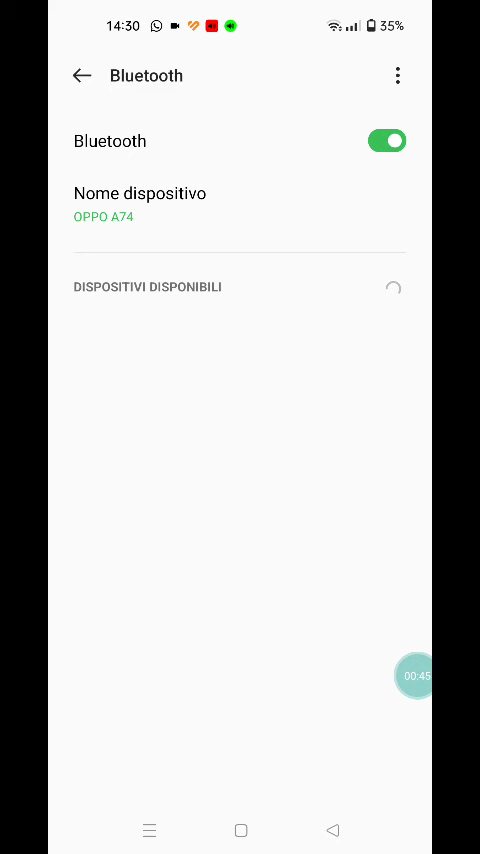 14:30 35%
Bluetooth
Bluetooth
Nome dispositivo
OPPO A74
DISPOSITIVI DISPONIBILI
00:45